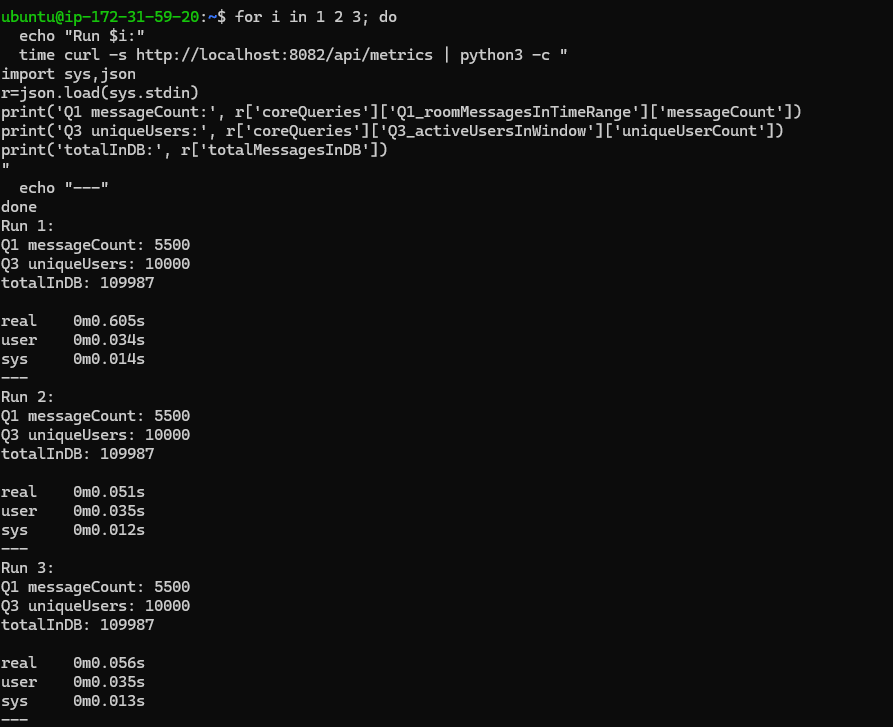 ubuntu@ip-172-31-59-20:~$ for i in 1 2 3; do
  echo "Run $i:"
  time curl -s http://localhost:8082/api/metrics | python3 -c "
import sys,json
r=json.load(sys.stdin)
print('Q1 messageCount:', r['coreQueries']['Q1_roomMessagesInTimeRange']['messageCount'])
print('Q3 uniqueUsers:', r['coreQueries']['Q3_activeUsersInWindow']['uniqueUserCount'])
print('totalInDB:', r['totalMessagesInDB'])
"
  echo "---"
done
Run 1:
Q1 messageCount: 5500
Q3 uniqueUsers: 10000
totalInDB: 109987

real    0m0.605s
user    0m0.034s
sys     0m0.014s
---
Run 2:
Q1 messageCount: 5500
Q3 uniqueUsers: 10000
totalInDB: 109987

real    0m0.051s
user    0m0.035s
sys     0m0.012s
---
Run 3:
Q1 messageCount: 5500
Q3 uniqueUsers: 10000
totalInDB: 109987

real    0m0.056s
user    0m0.035s
sys     0m0.013s
---